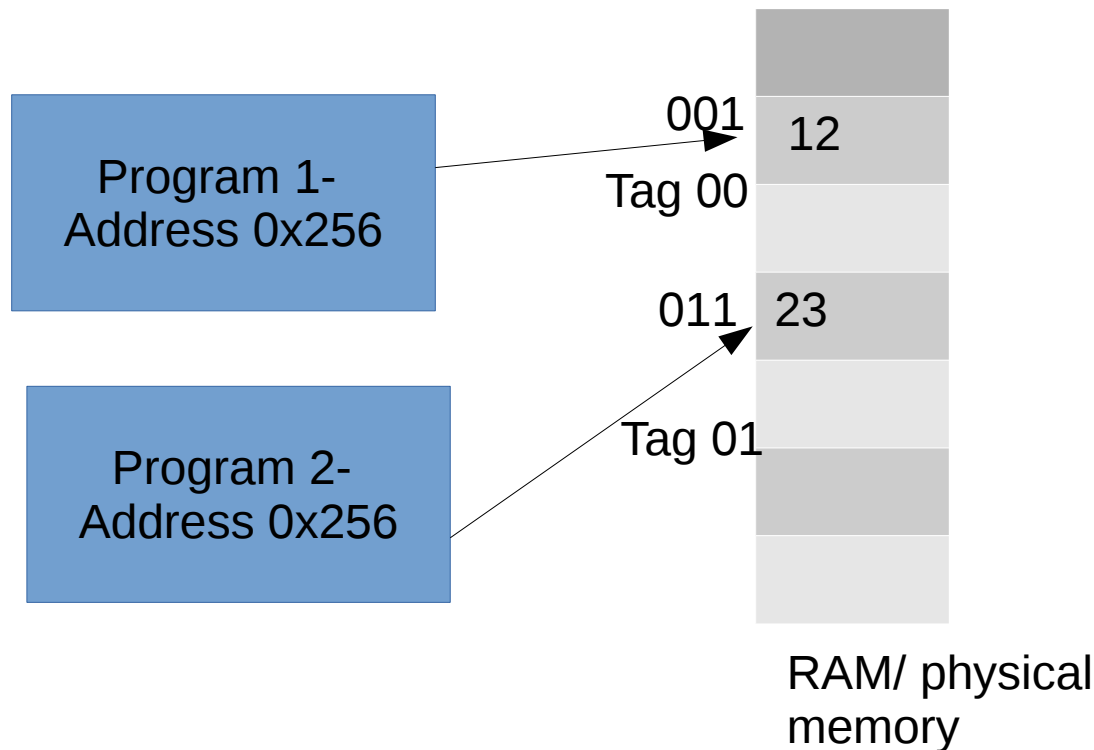 001
12
Program 1-
Address 0x256
Tag 00
011
23
Tag 01
Program 2-
Address 0x256
RAM/ physical
memory